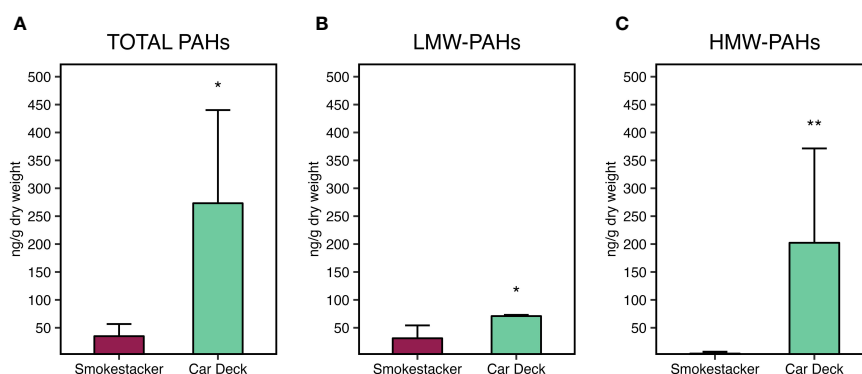 A
TOTAL PAHs
ng/g dry weight
500
450
400
350
300
250
200
150
100
50
*
Smokestacker
Car Deck
B
LMW-PAHs
ng/g dry weight
500
450
400
350
300
250
200
150
100
50
*
Smokestacker
Car Deck
C
HMW-PAHs
ng/g dry weight
500
450
400
350
300
250
200
150
100
50
**
Smokestacker
Car Deck